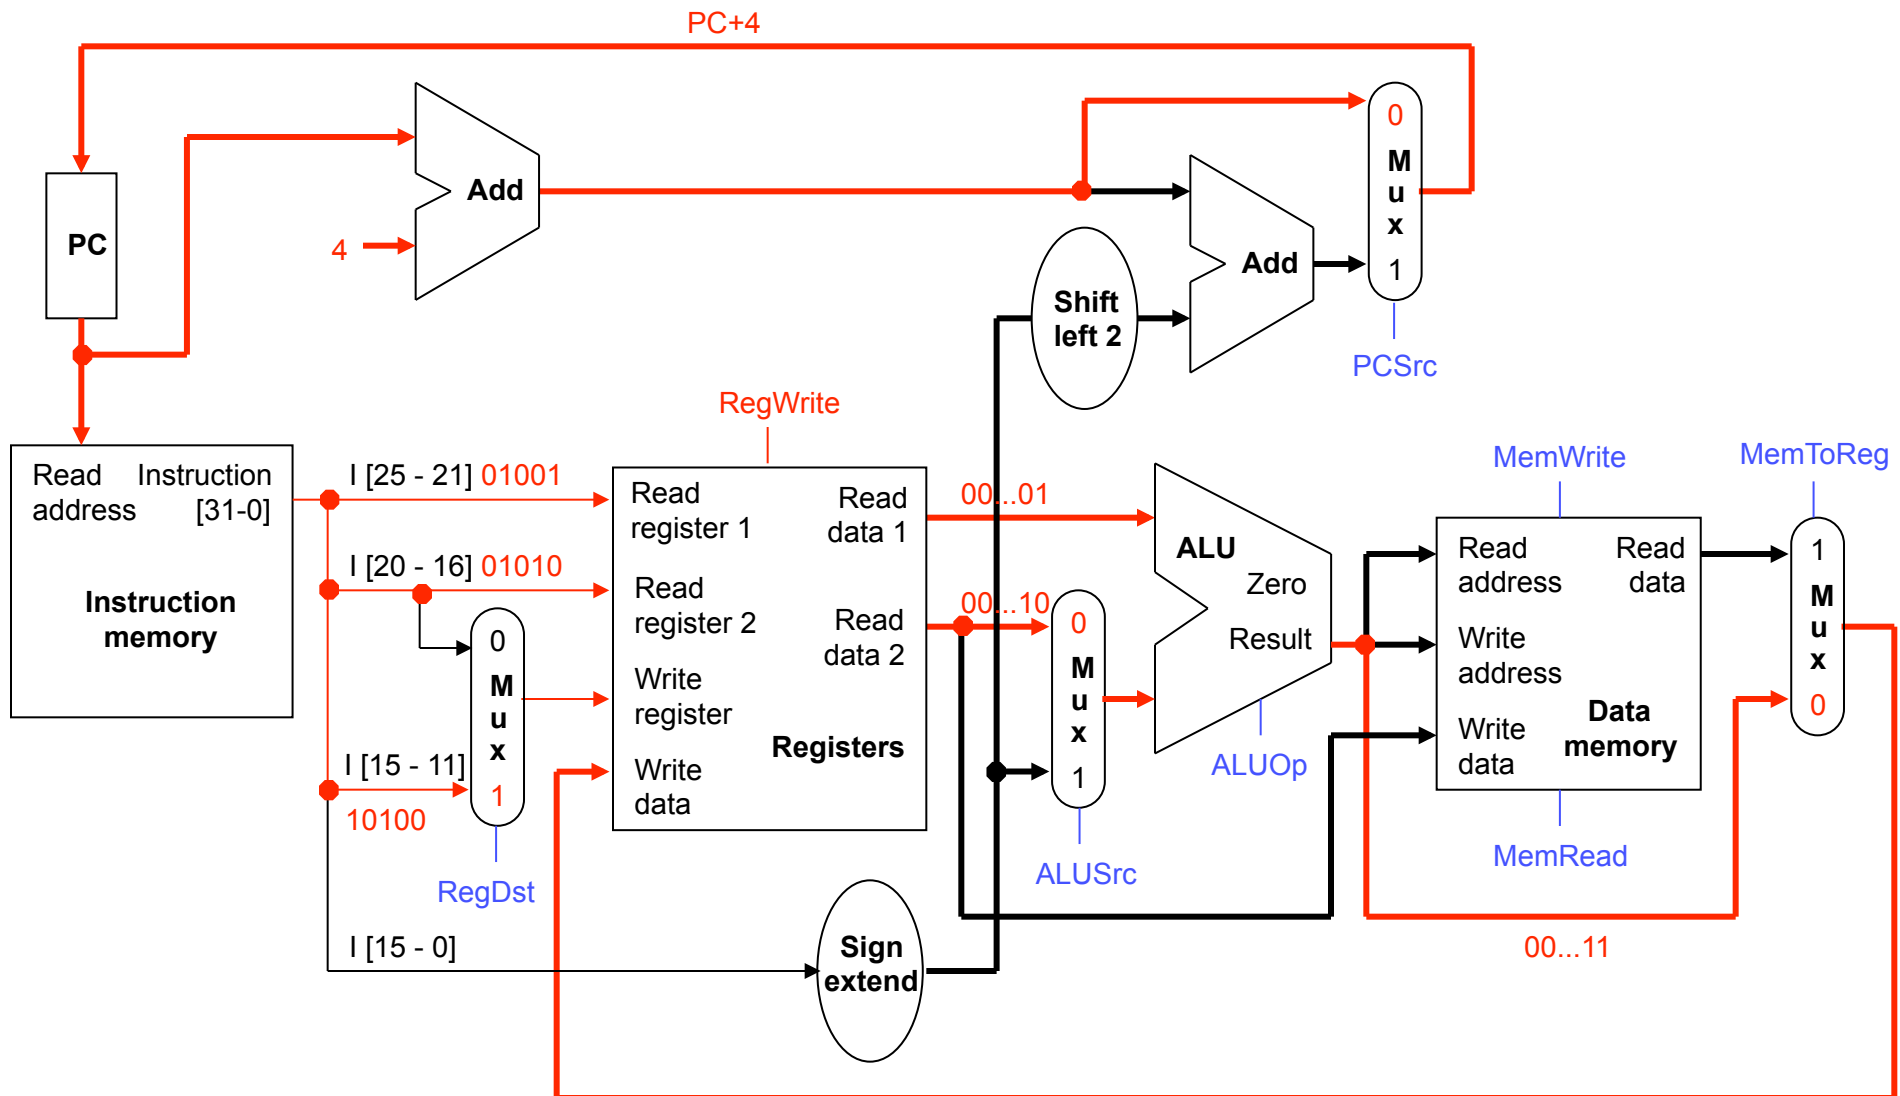 PC+4
0
M
u
x
1
Add
4
PC
Add
Shift
left 2
PCSrc
RegWrite
Read
address
Instruction
[31-0]
Instruction
memory
I [25 - 21] 01001
I [20 - 16] 01010
0
M
u
x
1
I [15 - 11]
10100
RegDst
I [15 - 0]
Read
register 1
Read
data 1
Read
register 2
Read
data 2
Write
register
Registers
Write
data
Sign
extend
00...01
00...10
0
M
u
x
1
ALUSrc
ALU
Zero
Result
ALUOp
MemWrite
Read
address
Read
data
Write
address
Data
memory
Write
data
MemRead
MemToReg
1
M
u
x
0
00...11